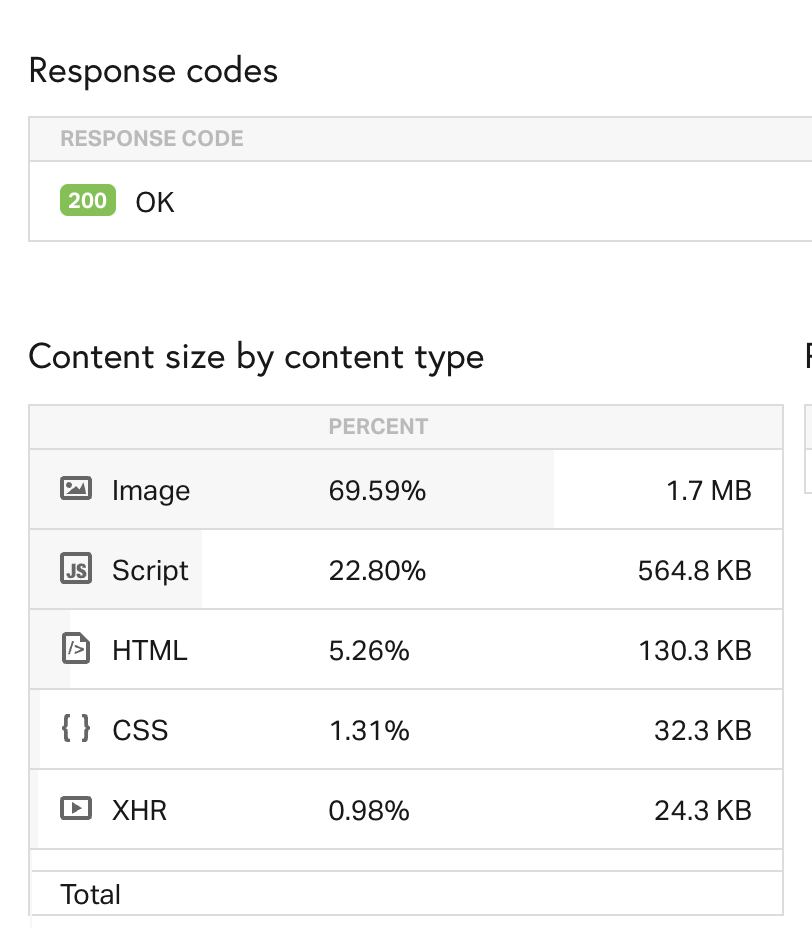 Response codes
RESPONSE CODE
200 OK
Content size by content type
PERCENT
Image 69.59% 1.7 MB
JS Script 22.80% 564.8 KB
</> HTML 5.26% 130.3 KB
{ } CSS 1.31% 32.3 KB
XHR 0.98% 24.3 KB
Total